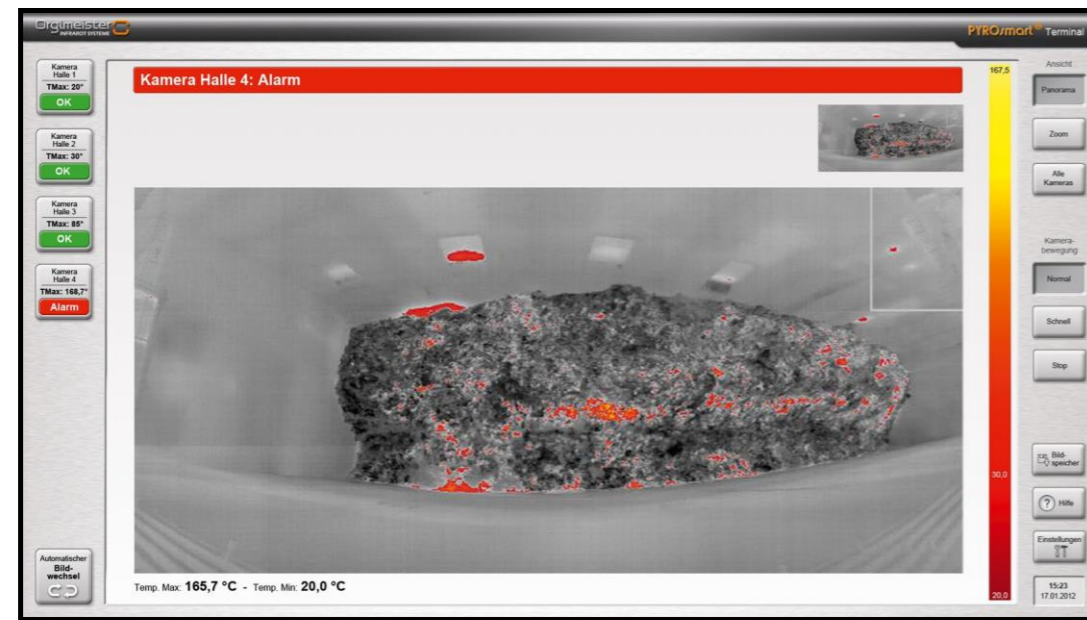 Orglmeister
INFRAROT SYSTEME
PYROsmart® Terminal
Kamera
Halle 1
TMax: 20°
OK
Kamera
Halle 2
TMax: 30°
OK
Kamera
Halle 3
TMax: 85°
OK
Kamera
Halle 4
TMax: 168,7°
Alarm
Automatischer
Bild-
wechsel
Kamera Halle 4: Alarm
Temp. Max: 165,7 °C - Temp. Min: 20,0 °C
167,5
30,0
20,0
Ansicht
Panorama
Zoom
Alle
Kameras
Kamera-
bewegung
Normal
Schnell
Stop
Bild-
speicher
? Hilfe
Einstellungen
15:23
17.01.2012